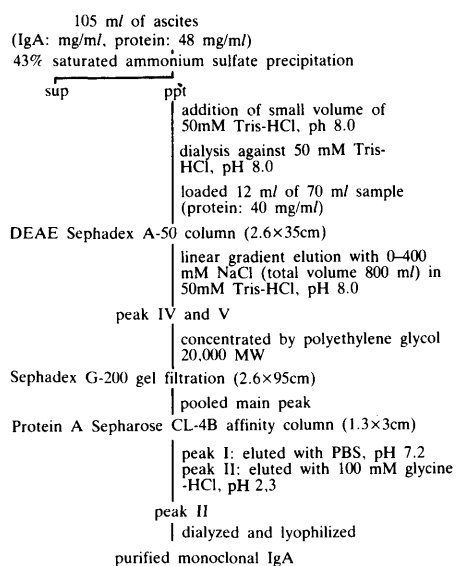 105 ml of ascites
(IgA: mg/ml, protein: 48 mg/ml)
43% saturated ammonium sulfate precipitation
sup ppt
addition of small volume of
50mM Tris-HCl, ph 8.0
dialysis against 50 mM Tris-
HCl, pH 8.0
loaded 12 ml of 70 ml sample
(protein: 40 mg/ml)
DEAE Sephadex A-50 column (2.6×35cm)
linear gradient elution with 0–400
mM NaCl (total volume 800 ml) in
50mM Tris-HCl, pH 8.0
peak IV and V
concentrated by polyethylene glycol
20,000 MW
Sephadex G-200 gel filtration (2.6×95cm)
pooled main peak
Protein A Sepharose CL-4B affinity column (1.3×3cm)
peak I: eluted with PBS, pH 7.2
peak II: eluted with 100 mM glycine
-HCl, pH 2,3
peak II
dialyzed and lyophilized
purified monoclonal IgA